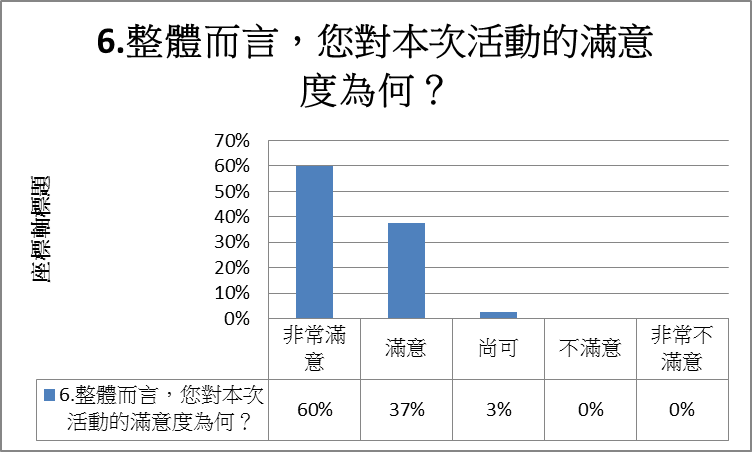 6.整體而言，您對本次活動的滿意
度為何？
座標軸標題
70%
60%
50%
40%
30%
20%
10%
0%
非常滿
意
滿意
尚可
不滿意
非常不
滿意
6.整體而言，您對本次
活動的滿意度為何？
60%
37%
3%
0%
0%